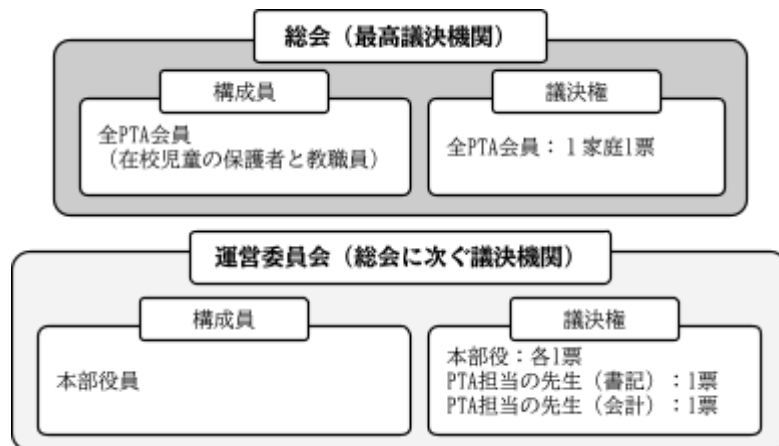 総会（最高議決機関）
構成員
全PTA会員
（在校児童の保護者と教職員）
議決権
全PTA会員：１家庭1票
運営委員会（総会に次ぐ議決機関）
構成員
本部役員
議決権
本部役：各1票
PTA担当の先生（書記）：1票
PTA担当の先生（会計）：1票